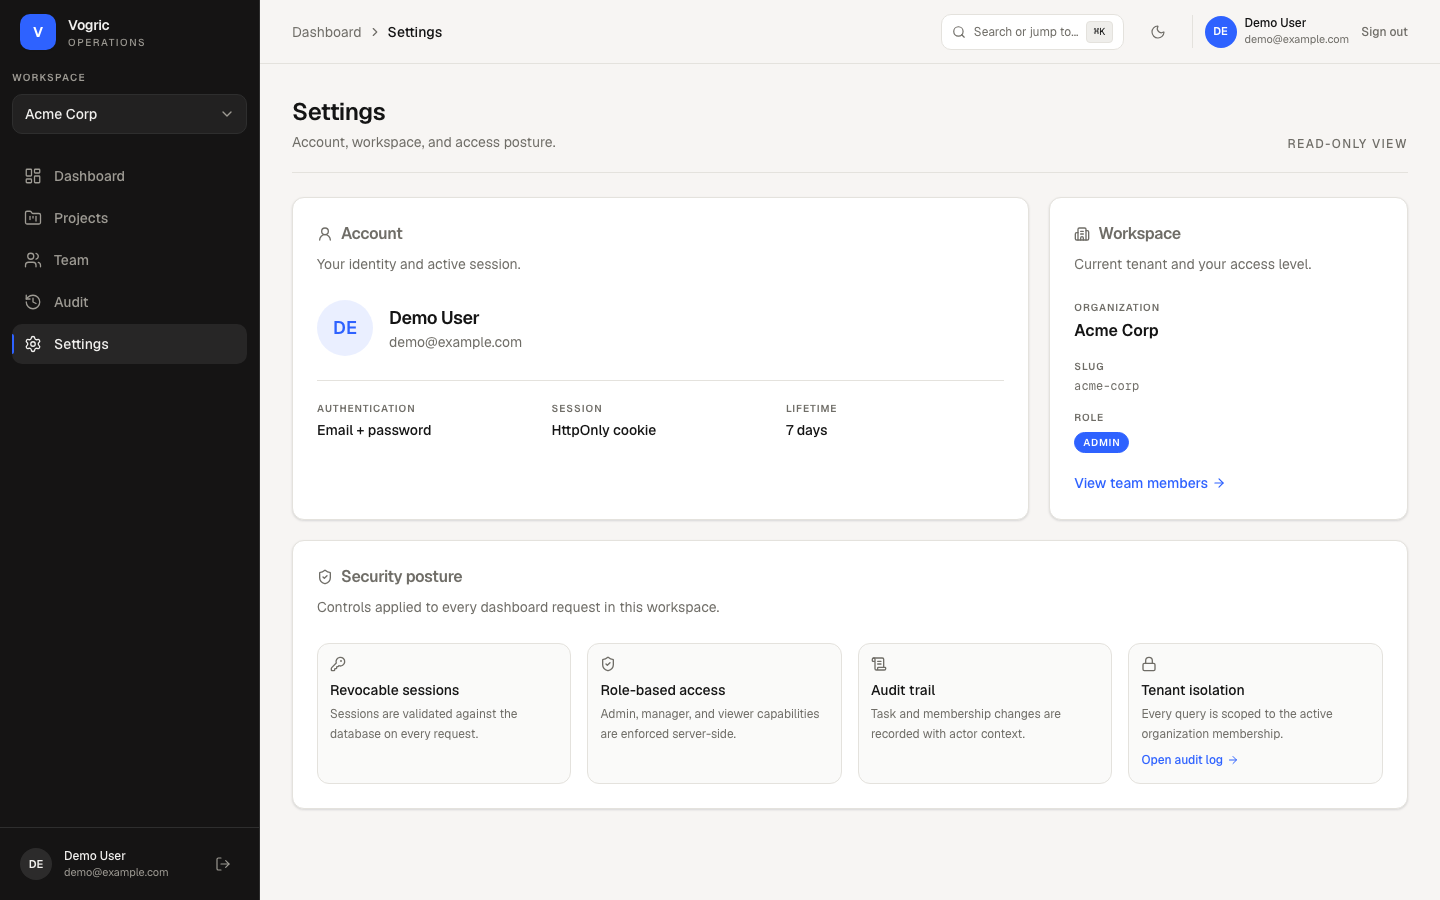 V
Vogric
OPERATIONS
WORKSPACE
Acme Corp
Dashboard
Projects
Team
Audit
Settings
DE
Demo User
demo@example.com
Dashboard > Settings
Search or jump to... ⌘K
DE
Demo User
demo@example.com
Sign out
Settings
Account, workspace, and access posture.
READ-ONLY VIEW
Account
Your identity and active session.
DE
Demo User
demo@example.com
AUTHENTICATION
Email + password
SESSION
HttpOnly cookie
LIFETIME
7 days
Workspace
Current tenant and your access level.
ORGANIZATION
Acme Corp
SLUG
acme-corp
ROLE
ADMIN
View team members →
Security posture
Controls applied to every dashboard request in this workspace.
Revocable sessions
Sessions are validated against the
database on every request.
Role-based access
Admin, manager, and viewer capabilities
are enforced server-side.
Audit trail
Task and membership changes are
recorded with actor context.
Tenant isolation
Every query is scoped to the active
organization membership.
Open audit log →